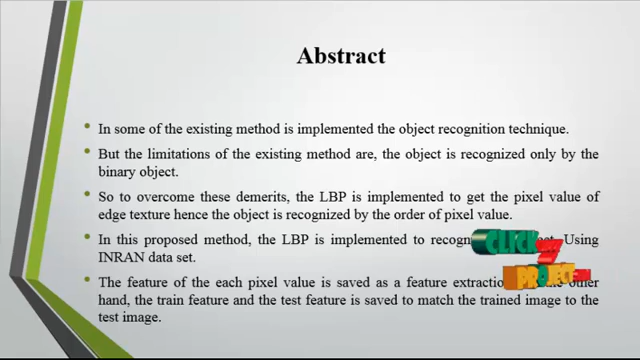 Abstract
In some of the existing method is implemented the object recognition technique.
But the limitations of the existing method are, the object is recognized only by the
binary object.
So to overcome these demerits, the LBP is implemented to get the pixel value of
edge texture hence the object is recognized by the order of pixel value.
In this proposed method, the LBP is implemented to Using
INRAN data set.
The feature of the each pixel value is saved as a feature other
hand, the train feature and the test feature is saved to match the trained image to the
test image.
CLICK
PROJECT